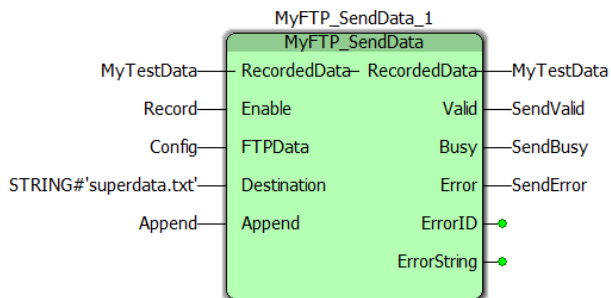 MyFTP_SendData_1
MyFTP_SendData
MyTestData RecordedData RecordedData MyTestData
Record Enable Valid SendValid
Config FTPData Busy SendBusy
STRING#'superdata.txt' Destination Error SendError
Append Append ErrorID
ErrorString